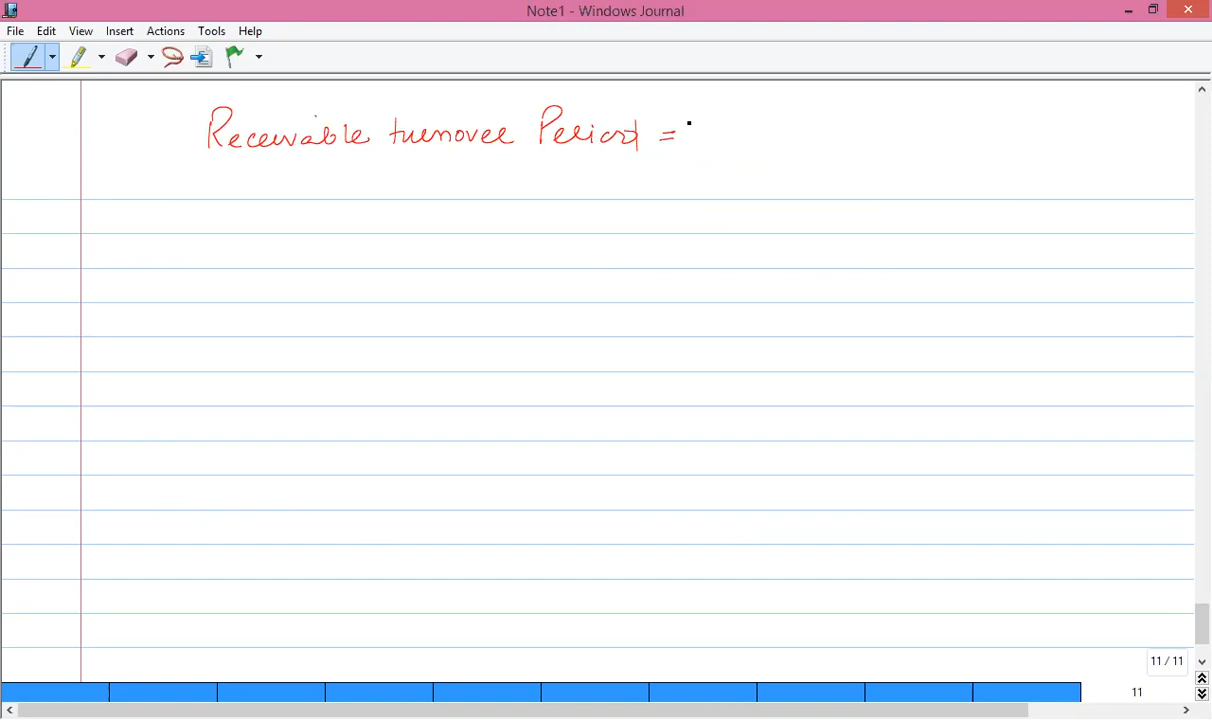 Note1 - Windows Journal
File Edit View Insert Actions Tools Help
Receivable turnover Period =
11 / 11
11